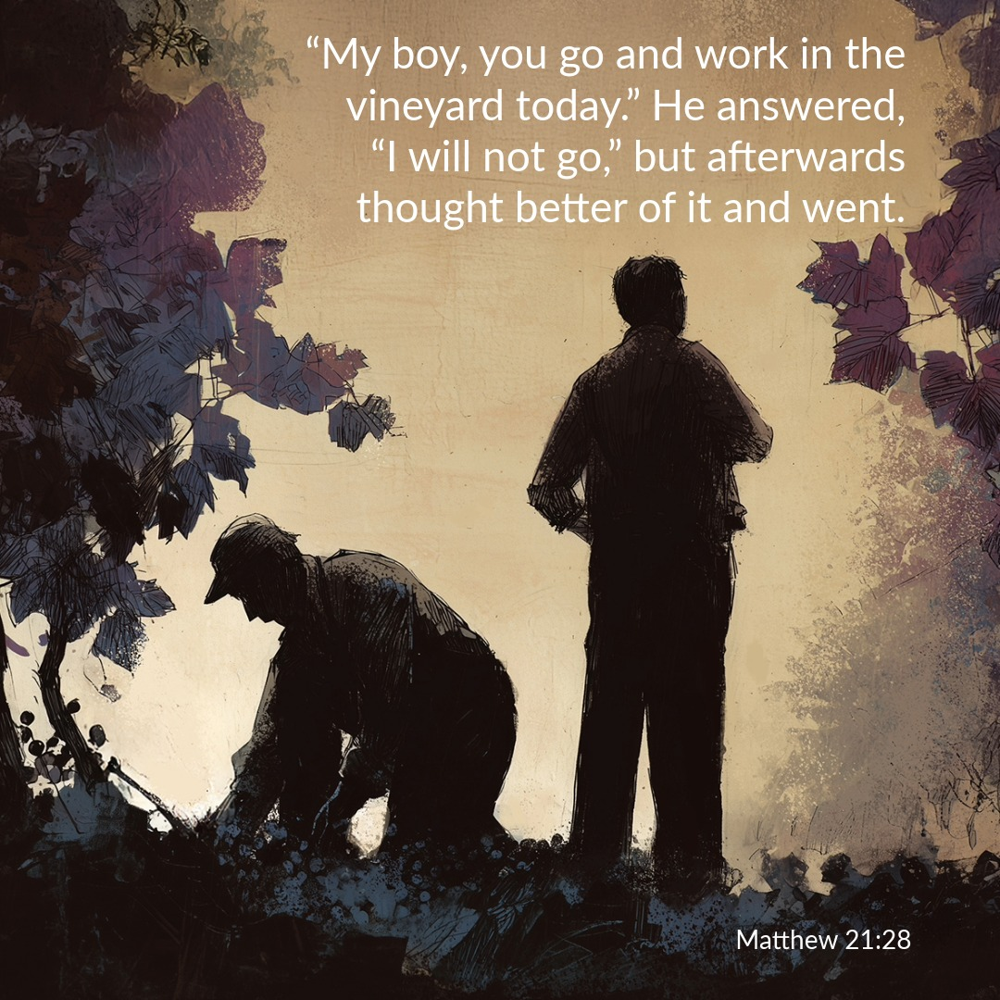 “My boy, you go and work in the
vineyard today.” He answered,
“I will not go,” but afterwards
thought better of it and went.
Matthew 21:28